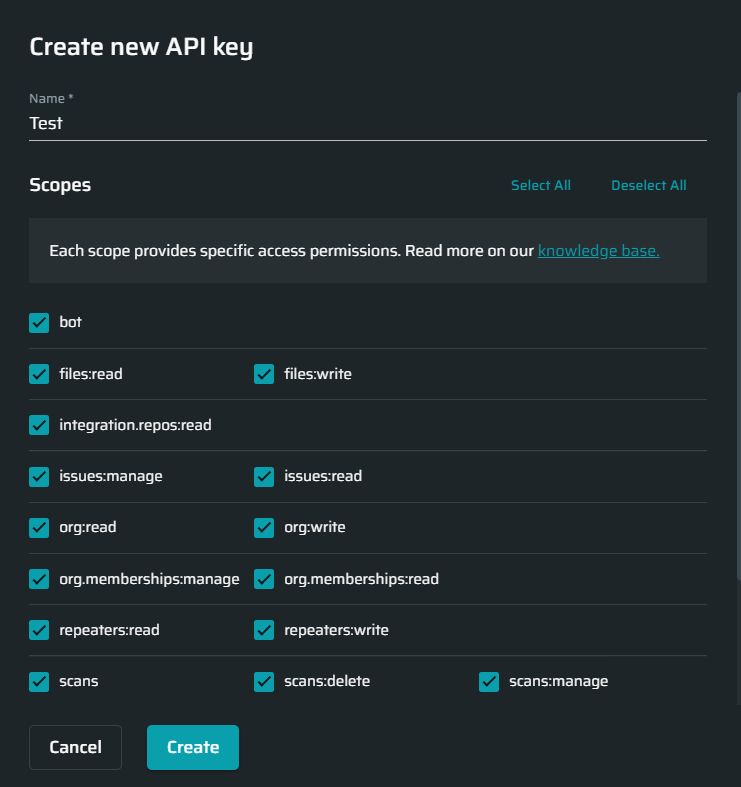 Create new API key
Name *
Test
Scopes Select All Deselect All
Each scope provides specific access permissions. Read more on our knowledge base.
bot
files:read files:write
integration.repos:read
issues:manage issues:read
org:read org:write
org.memberships:manage org.memberships:read
repeaters:read repeaters:write
scans scans:delete scans:manage
Cancel Create